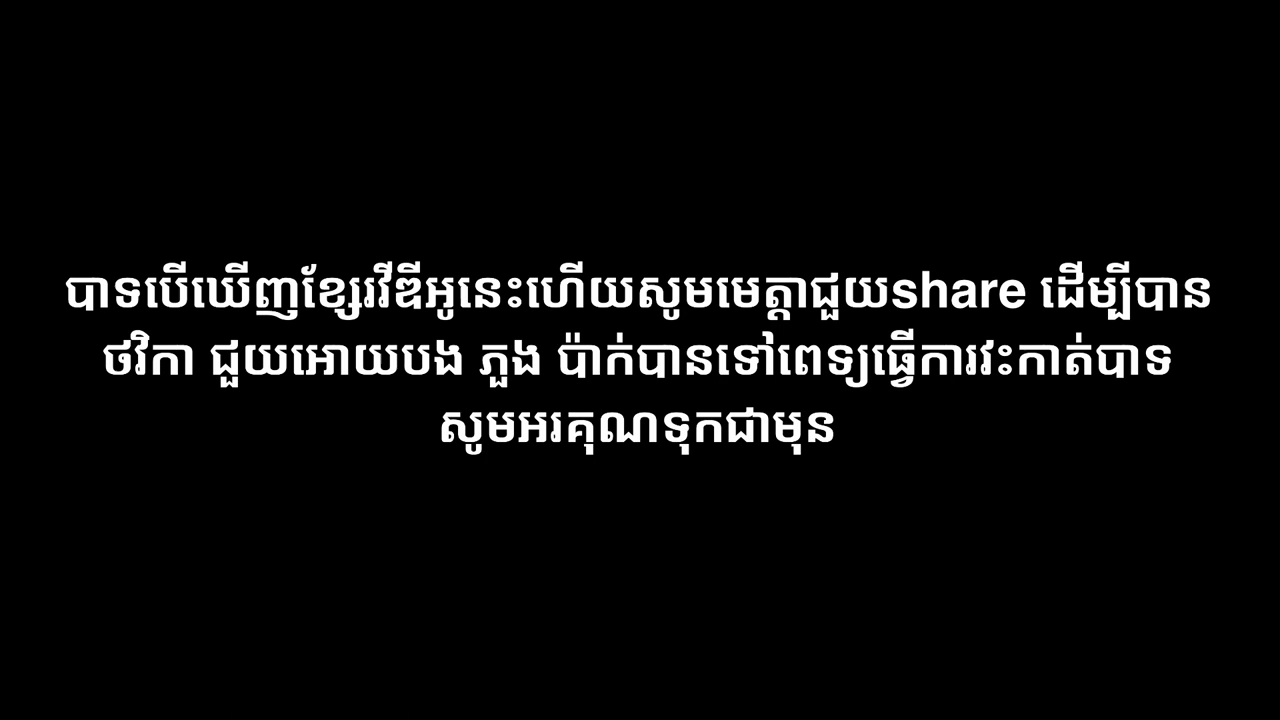 បាទបើឃើញខ្សែរវីឌីអូនេះហើយសូមមេត្តាជួយshare ដើម្បីបាន
ថវិកា ជួយអោយបង ភួង ប៉ាក់បានទៅពេទ្យធ្វើការវះកាត់បាទ
សូមអរគុណទុកជាមុន